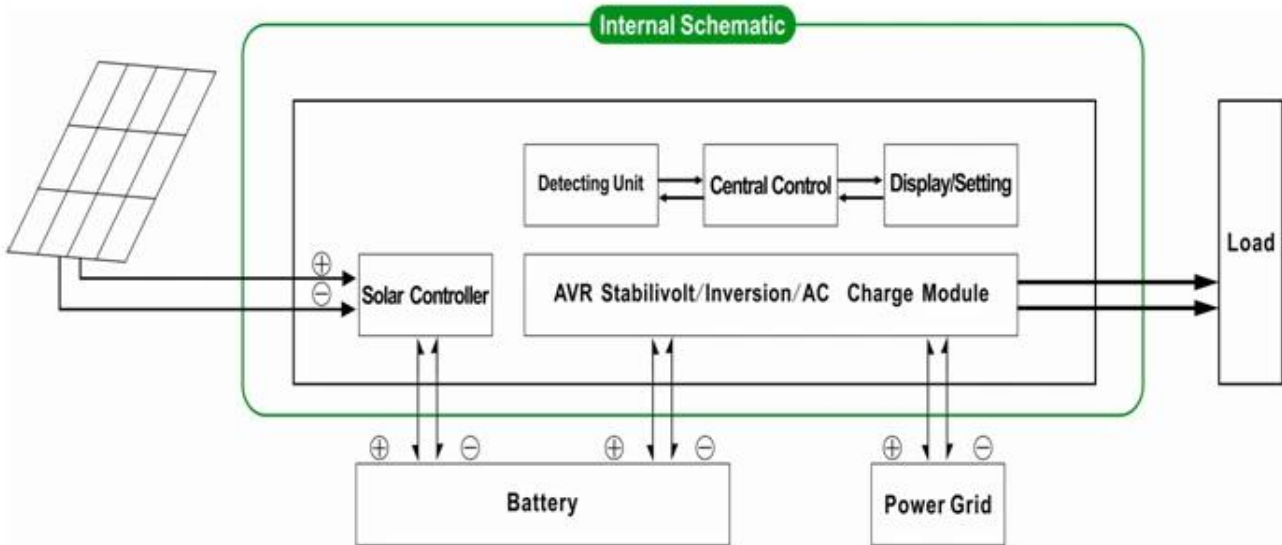 Internal Schematic
Detecting Unit
Central Control
Display/Setting
Load
⊕
⊖
Solar Controller
AVR Stabilivolt/Inversion/AC Charge Module
⊕ ⊖ ⊕ ⊖ ⊕ ⊖
Battery
Power Grid